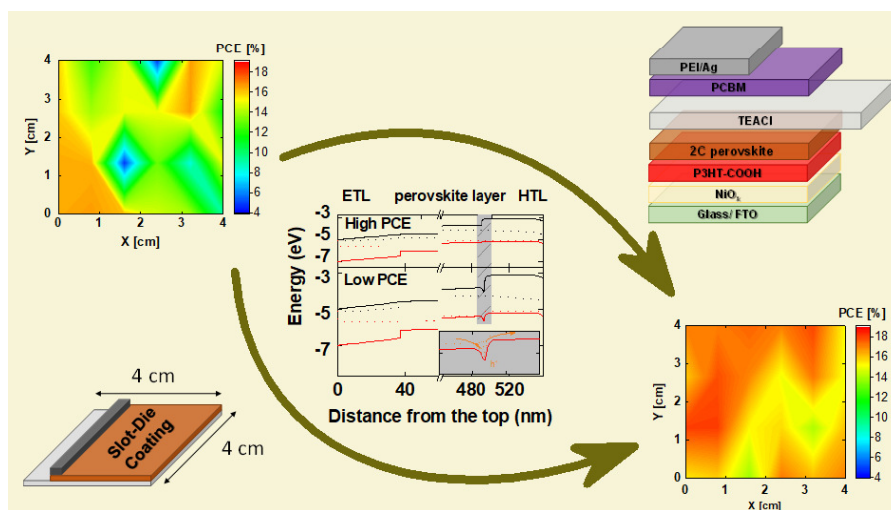 PCE [%]
4
3
2
1
0
Y [cm]
0 1 2 3 4
X [cm]
18
16
14
12
10
8
6
4
PEI/Ag
PCBM
TEACl
2C perovskite
P3HT-COOH
NiOₓ
Glass/ FTO
ETL perovskite layer HTL
High PCE
-3
-5
-7
Low PCE
-3
-5
-7
Energy (eV)
h
0 40 480 520
Distance from the top (nm)
4 cm
4 cm
Slot-Die
Coating
PCE [%]
4
3
2
1
0
Y [cm]
0 1 2 3 4
X [cm]
18
16
14
12
10
8
6
4